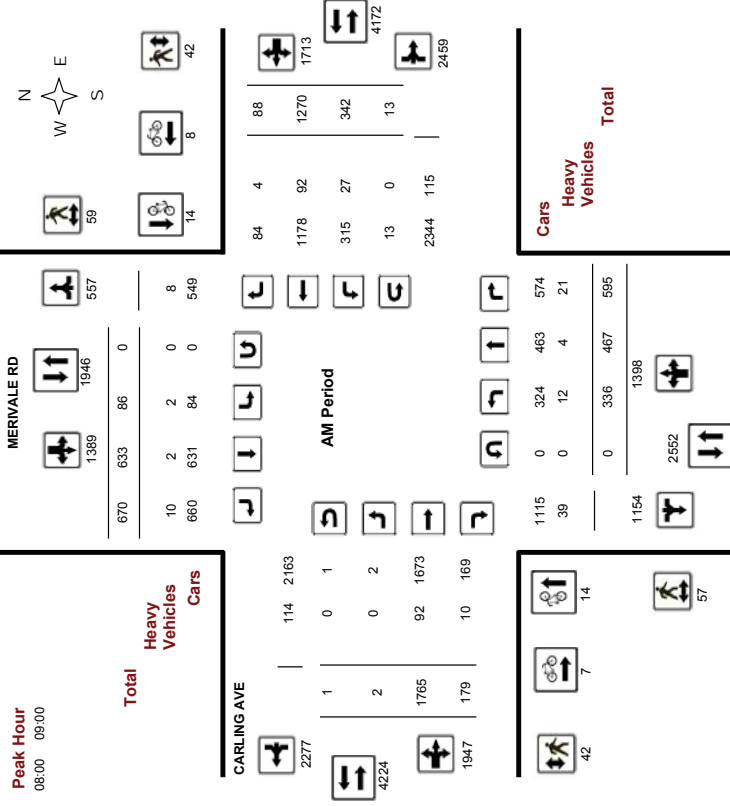 Peak Hour
08:00 09:00
MERIVALE RD
N
W E
S
1389
1946
557
59
14
8
42
Total
670 633 86 0
Heavy
Vehicles
10 2 2 0 8
Cars
660 631 84 0 549
CARLING AVE
2277
114 2163
1 0 1
2 0 2
1765 92 1673
179 10 169
4224
1947
AM Period
84 4 88
1178 92 1270
315 27 342
13 0 13
2344 115
1713
4172
2459
Cars
1115 0 324 463 574
Heavy
Vehicles
39 0 12 4 21
Total
1154 0 336 467 595
2552
1398
42
7
14
57